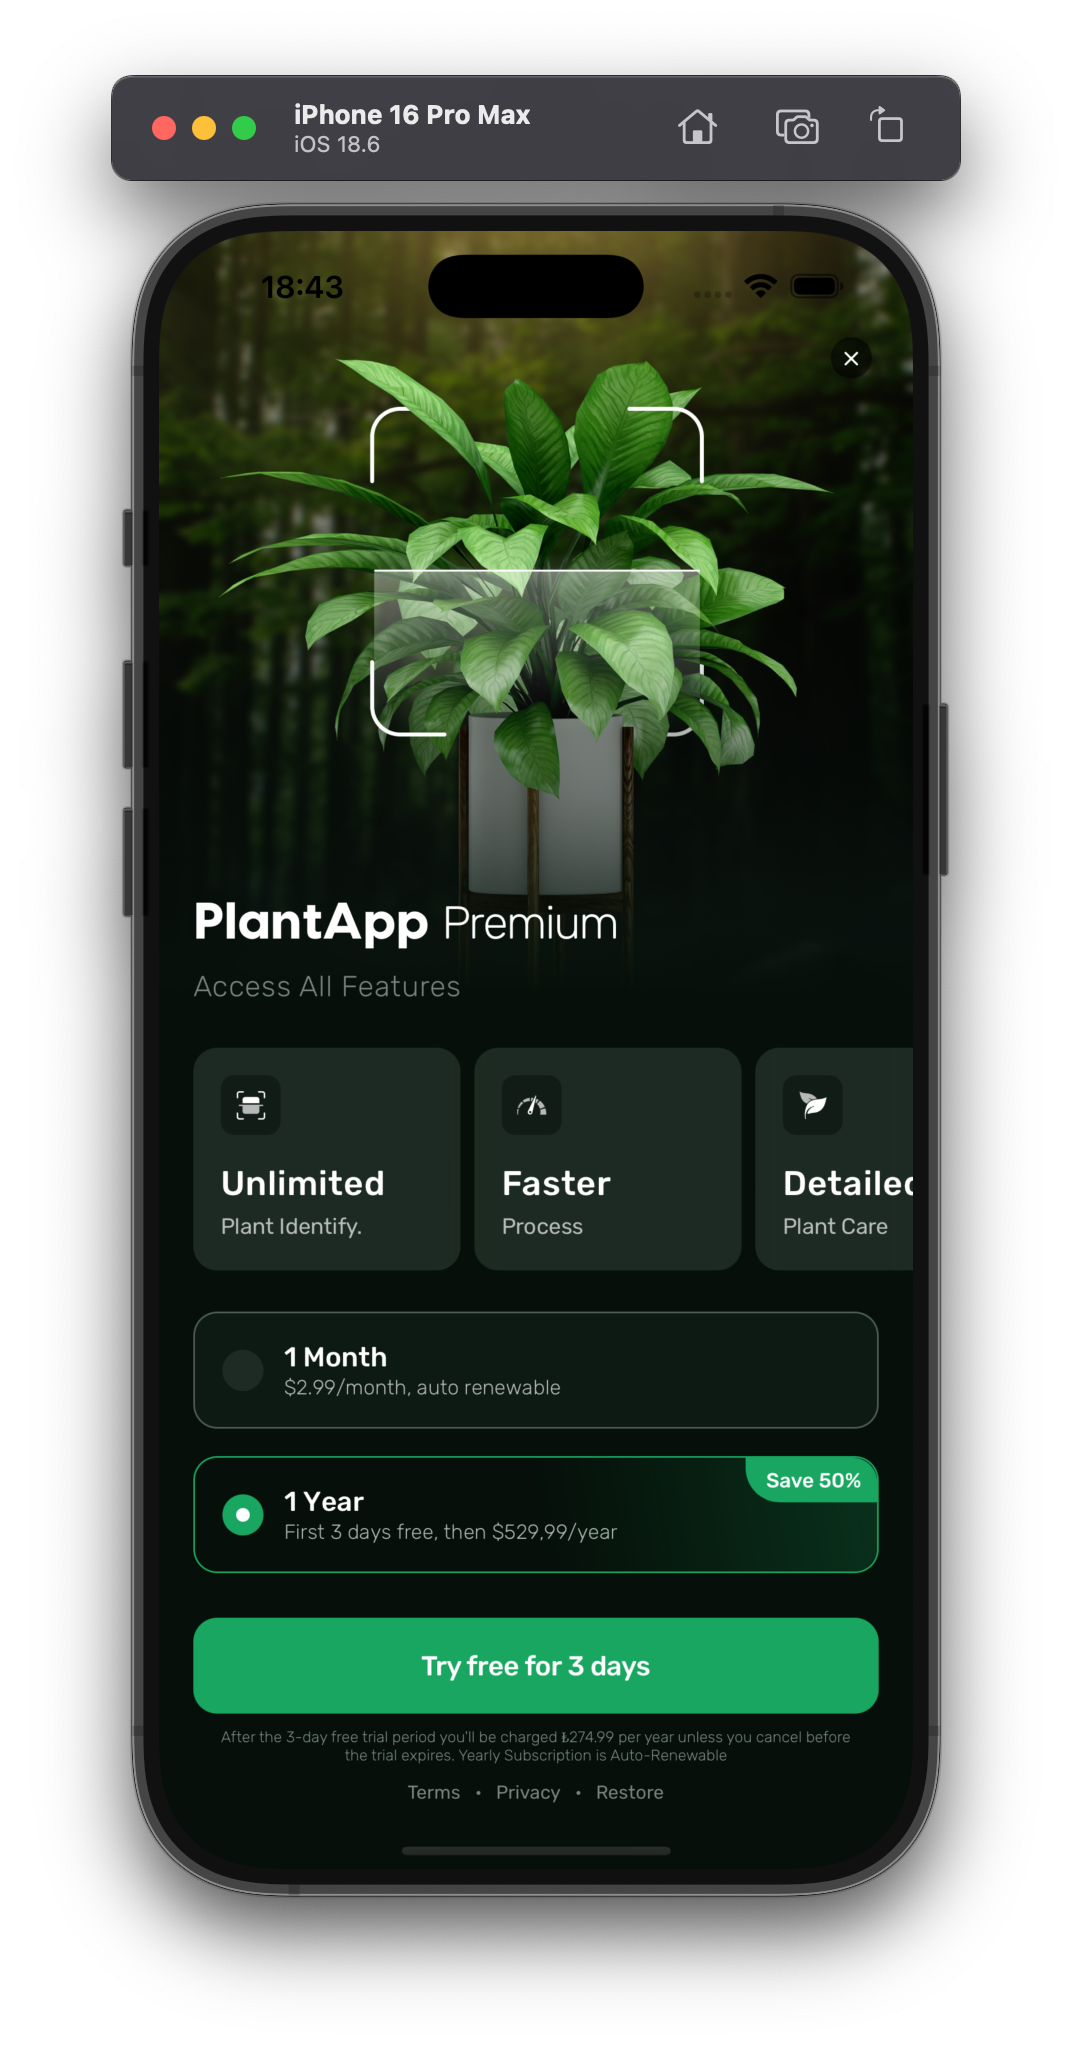 iPhone 16 Pro Max
iOS 18.6
18:43
PlantApp Premium
Access All Features
Unlimited
Plant Identify.
Faster
Process
Detailed
Plant Care
1 Month
$2.99/month, auto renewable
Save 50%
1 Year
First 3 days free, then $529,99/year
Try free for 3 days
After the 3-day free trial period you'll be charged ₺274.99 per year unless you cancel before
the trial expires. Yearly Subscription is Auto-Renewable
Terms • Privacy • Restore